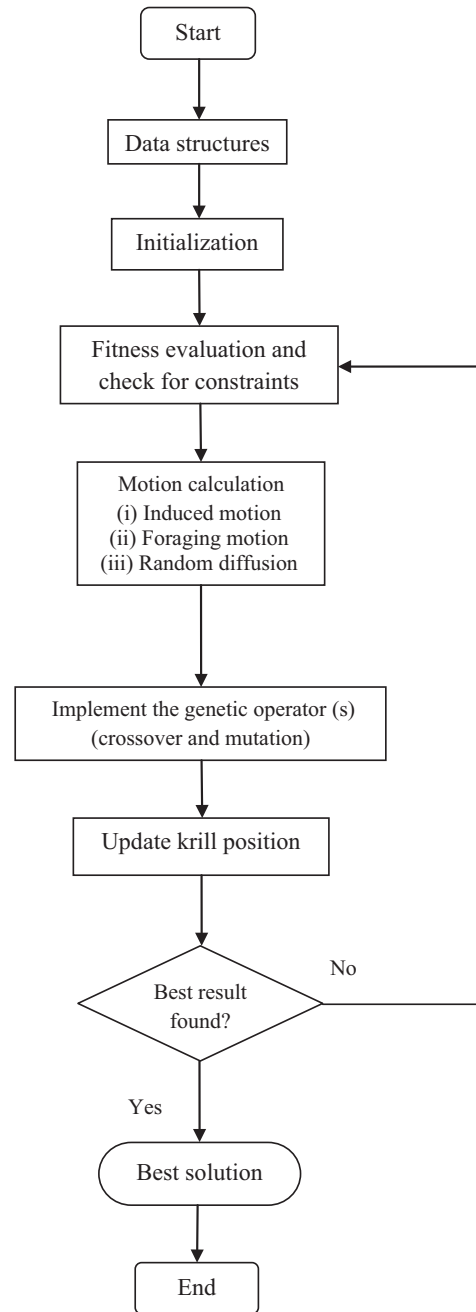 Start
Data structures
Initialization
Fitness evaluation and
check for constraints
Motion calculation
(i) Induced motion
(ii) Foraging motion
(iii) Random diffusion
Implement the genetic operator (s)
(crossover and mutation)
Update krill position
Best result
found?
No
Yes
Best solution
End